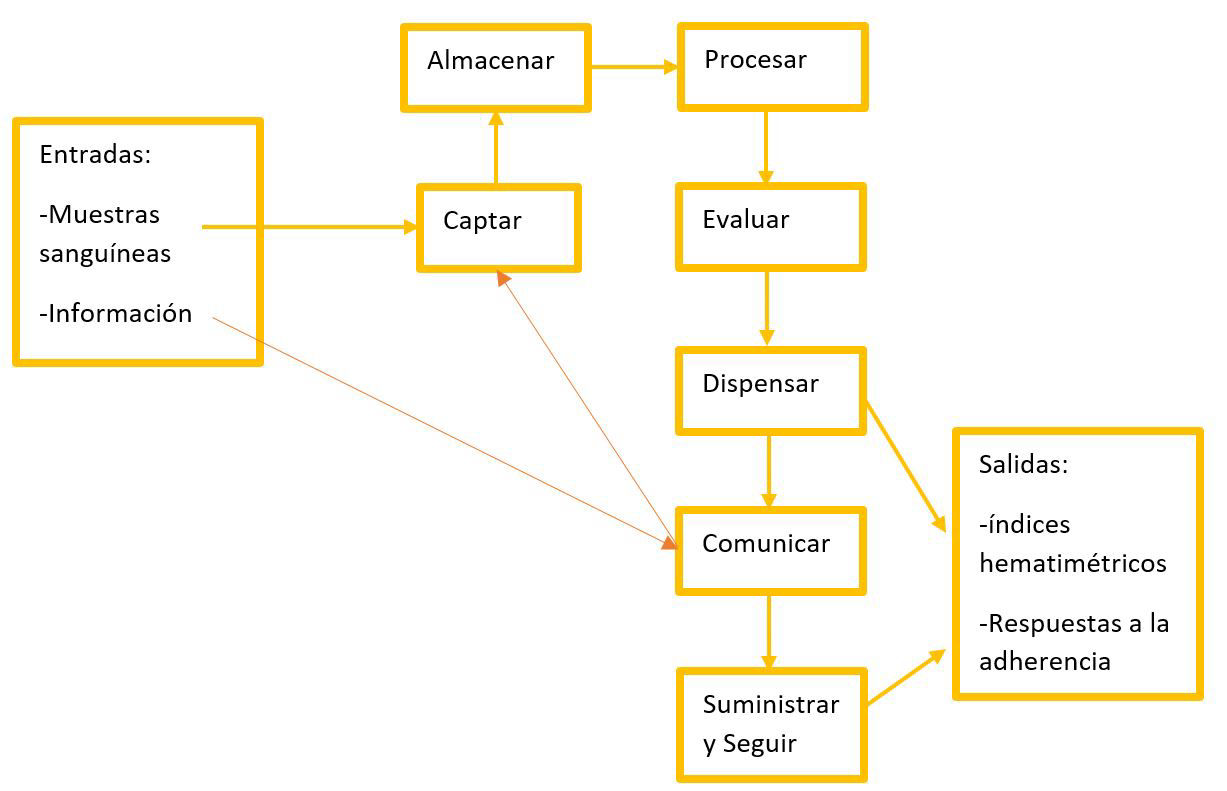 Almacenar
Procesar
Entradas:
-Muestras
sanguíneas
-Información
Captar
Evaluar
Dispensar
Comunicar
Suministrar
y Seguir
Salidas:
-índices
hematimétricos
-Respuestas a la
adherencia